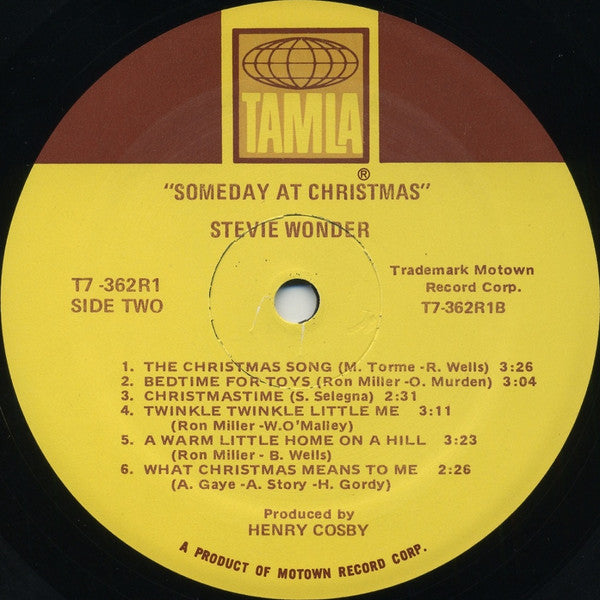 TAMLA
®
"SOMEDAY AT CHRISTMAS"
STEVIE WONDER
T7 -362R1
SIDE TWO
Trademark Motown
Record Corp.
T7-362R1B
1. THE CHRISTMAS SONG (M. Torme -R. Wells) 3:26
2. BEDTIME FOR TOYS (Ron Miller -O. Murden) 3:04
3. CHRISTMASTIME (S. Selegna) 2:31
4. TWINKLE TWINKLE LITTLE ME 3:11
(Ron Miller -W.O'Malley)
5. A WARM LITTLE HOME ON A HILL 3:23
(Ron Miller - B. Wells)
6. WHAT CHRISTMAS MEANS TO ME 2:26
(A. Gaye -A. Story -H. Gordy)
Produced by
HENRY COSBY
A PRODUCT OF MOTOWN RECORD CORP.